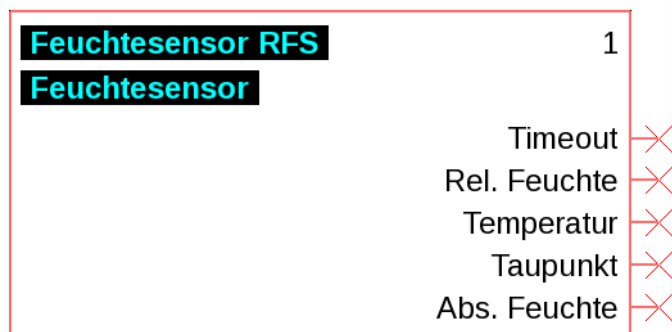 Feuchtesensor RFS 1
Feuchtesensor
Timeout
Rel. Feuchte
Temperatur
Taupunkt
Abs. Feuchte